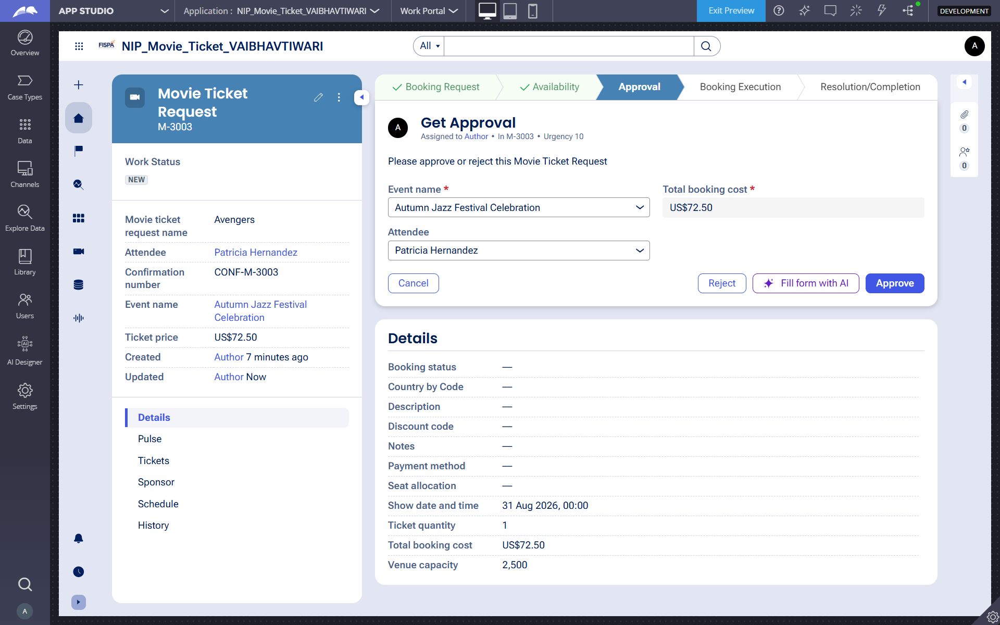 APP STUDIO
Application : NIP_Movie_Ticket_VAIBHAVTIWARI
Work Portal
Exit Preview
DEVELOPMENT
Overview
Case Types
Data
Channels
Explore Data
Library
Users
AI
AI Designer
Settings
A
FISPA
NIP_Movie_Ticket_VAIBHAVTIWARI
All
A
Movie Ticket
Request
M-3003
Work Status
NEW
Movie ticket
request name
Avengers
Attendee
Patricia Hernandez
Confirmation
number
CONF-M-3003
Event name
Autumn Jazz Festival
Celebration
Ticket price
US$72.50
Created
Author 7 minutes ago
Updated
Author Now
Details
Pulse
Tickets
Sponsor
Schedule
History
Booking Request
Availability
Approval
Booking Execution
Resolution/Completion
A
Get Approval
Assigned to Author • In M-3003 • Urgency 10
Please approve or reject this Movie Ticket Request
Event name *
Autumn Jazz Festival Celebration
Total booking cost *
US$72.50
Attendee
Patricia Hernandez
Cancel
Reject
Fill form with AI
Approve
0
0
Details
Booking status —
Country by Code —
Description —
Discount code —
Notes —
Payment method —
Seat allocation —
Show date and time 31 Aug 2026, 00:00
Ticket quantity 1
Total booking cost US$72.50
Venue capacity 2,500